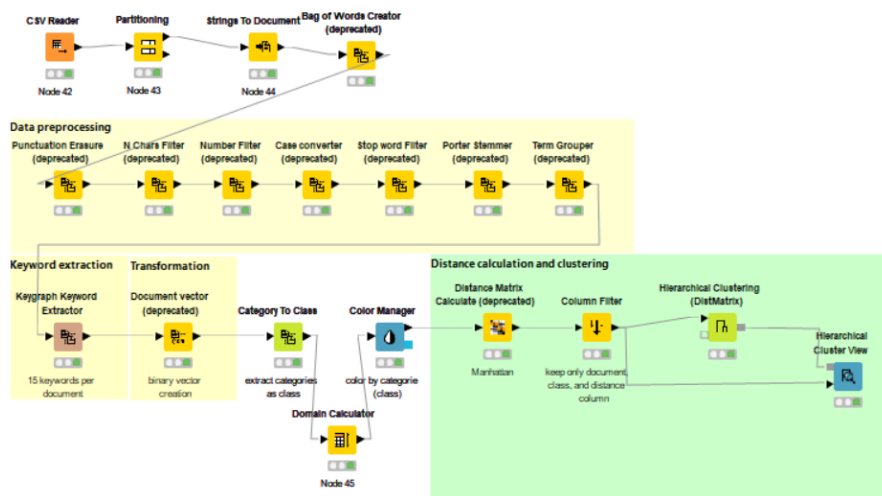 CSV Reader
Partitioning
Strings To Document
Bag of Words Creator
(deprecated)
Node 42
Node 43
Node 44
Data preprocessing
Punctuation Erasure
(deprecated)
N Chars Filter
(deprecated)
Number Filter
(deprecated)
Case converter
(deprecated)
Stop word Filter
(deprecated)
Porter Stemmer
(deprecated)
Term Grouper
(deprecated)
Keyword extraction
Transformation
Distance calculation and clustering
Keygraph Keyword
Extractor
15 keywords per
document
Document vector
(deprecated)
binary vector
creation
Category To Class
extract categories
as class
Domain Calculator
Node 45
Color Manager
color by categorie
(class)
Distance Matrix
Calculate (deprecated)
Manhattan
Column Filter
keep only document,
class, and distance
column
Hierarchical Clustering
(DistMatrix)
Hierarchical
Cluster View